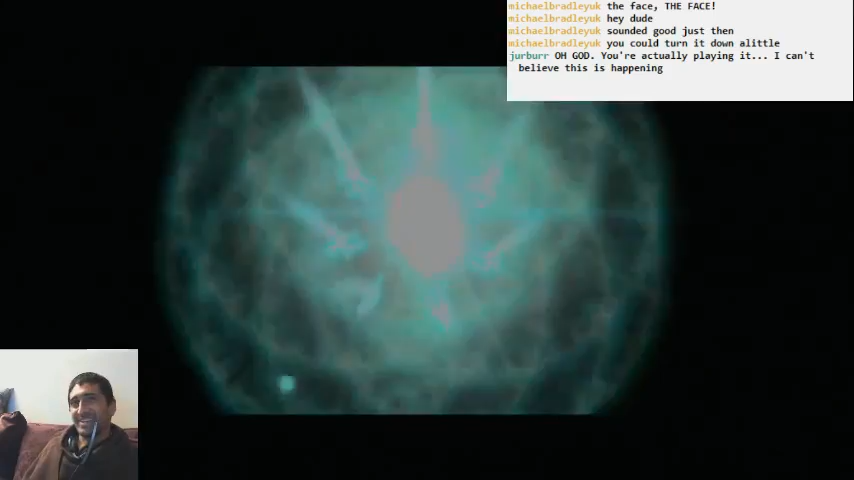 michaelbradleyuk the face, THE FACE!
michaelbradleyuk hey dude
michaelbradleyuk sounded good just then
michaelbradleyuk you could turn it down alittle
jurburr OH GOD. You're actually playing it... I can't
believe this is happening